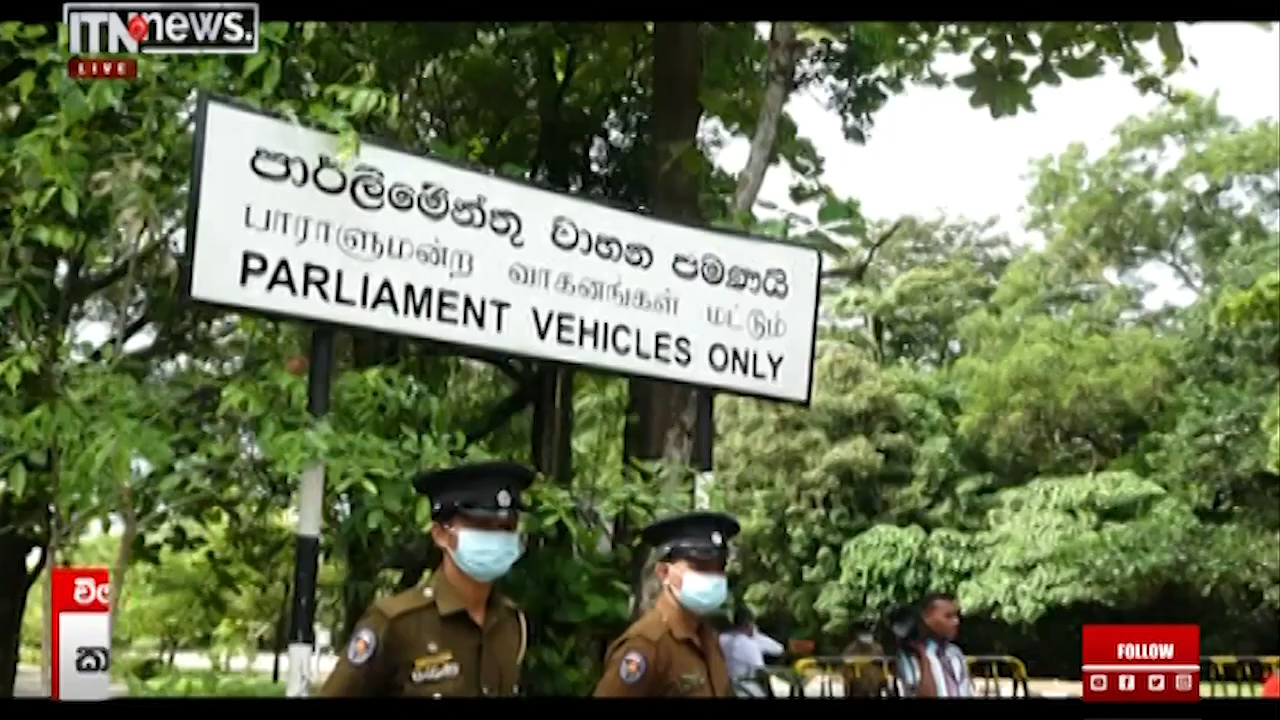 ITN news.
LIVE
පාර්ලිමේන්තු වාහන පමණයි
பாராளுமன்ற வாகனங்கள் மட்டும்
PARLIAMENT VEHICLES ONLY
FOLLOW